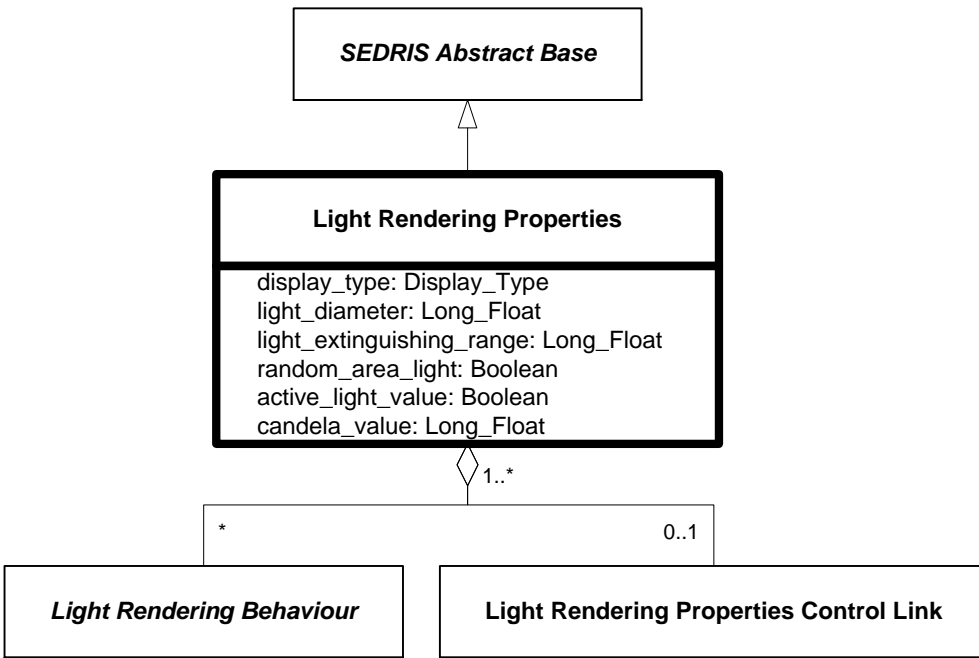 SEDRIS Abstract Base
Light Rendering Properties
display_type: Display_Type
light_diameter: Long_Float
light_extinguishing_range: Long_Float
random_area_light: Boolean
active_light_value: Boolean
candela_value: Long_Float
1..*
*
0..1
Light Rendering Behaviour
Light Rendering Properties Control Link